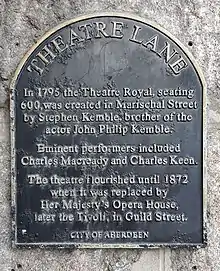 THEATRE LANE
In 1795 the Theatre Royal, seating
600, was created in Marischal Street
by Stephen Kemble, brother of the
actor John Philip Kemble.
Eminent performers included
Charles Macready and Charles Keen.
The theatre flourished until 1872
when it was replaced by
Her Majesty's Opera House,
later the Tivoli, in Guild Street.
CITY OF ABERDEEN